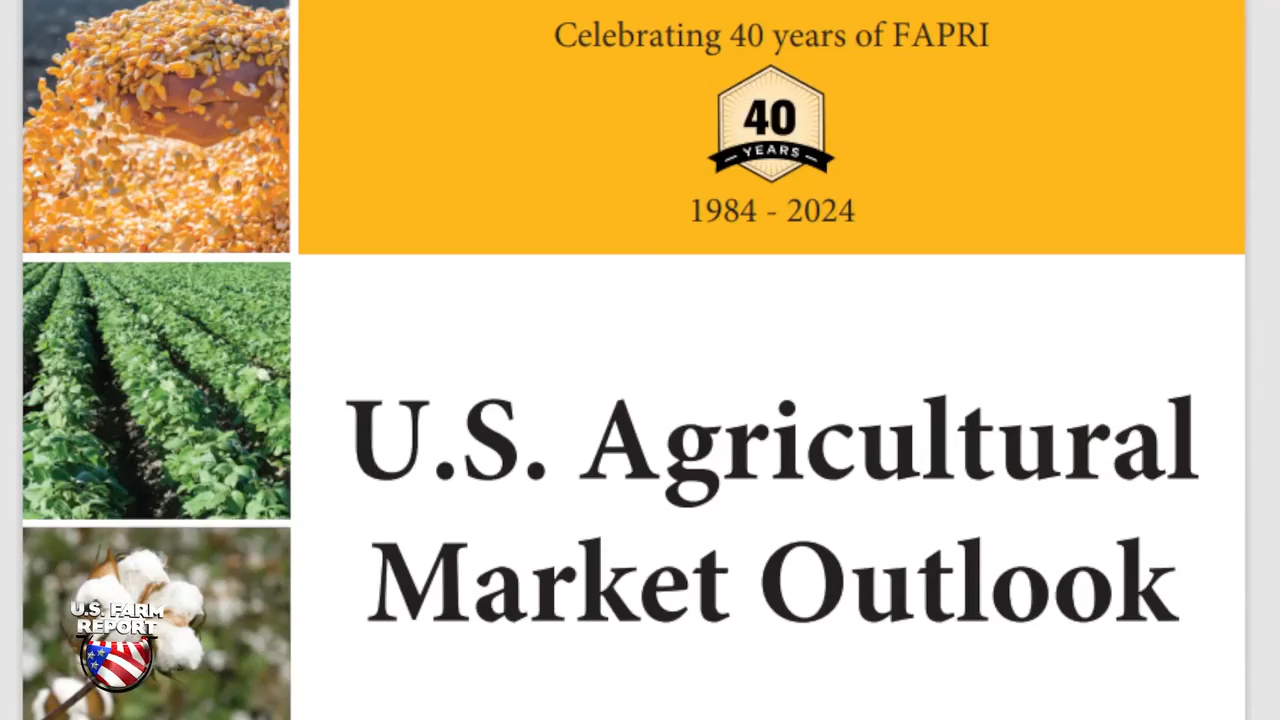 Celebrating 40 years of FAPRI
40
YEARS
1984 - 2024
U.S. Agricultural
Market Outlook
U.S. FARM
REPORT